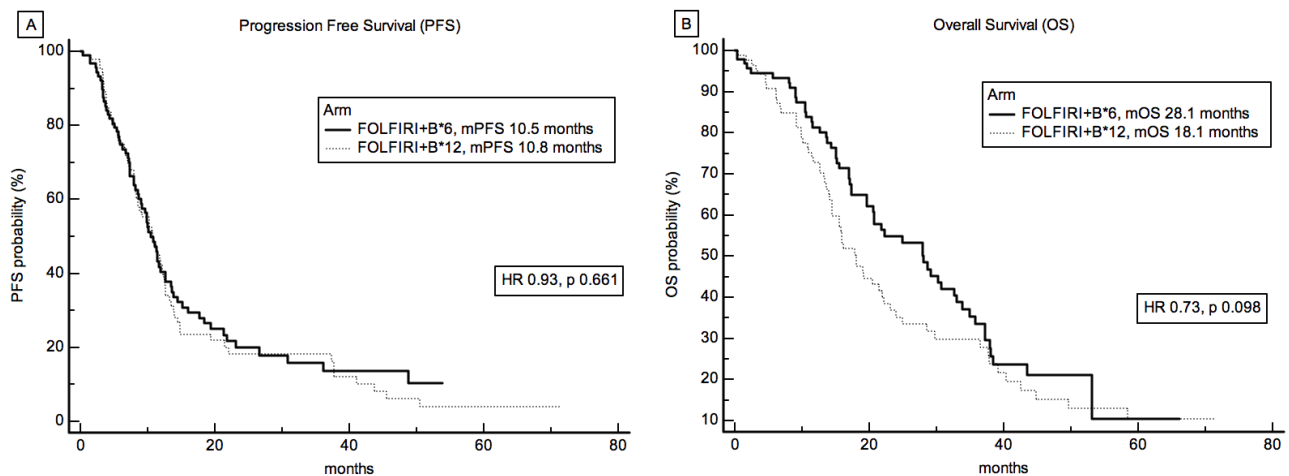 A
Progression Free Survival (PFS)
100
80
60
40
20
0
PFS probability (%)
Arm
FOLFIRI+B*6, mPFS 10.5 months
FOLFIRI+B*12, mPFS 10.8 months
HR 0.93, p 0.661
0 20 40 60 80
months
B
Overall Survival (OS)
100
90
80
70
60
50
40
30
20
10
OS probability (%)
Arm
FOLFIRI+B*6, mOS 28.1 months
FOLFIRI+B*12, mOS 18.1 months
HR 0.73, p 0.098
0 20 40 60 80
months